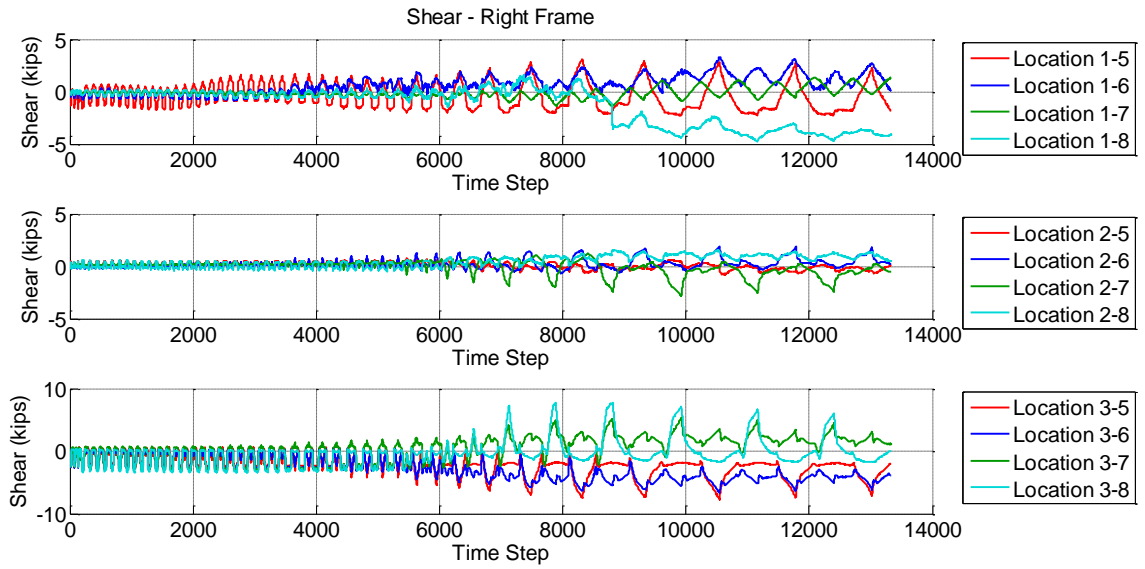 Shear - Right Frame
5
0
-5
Shear (kips)
0 2000 4000 6000 8000 10000 12000 14000
Time Step
Location 1-5
Location 1-6
Location 1-7
Location 1-8
5
0
-5
Shear (kips)
0 2000 4000 6000 8000 10000 12000 14000
Time Step
Location 2-5
Location 2-6
Location 2-7
Location 2-8
10
0
-10
Shear (kips)
0 2000 4000 6000 8000 10000 12000 14000
Time Step
Location 3-5
Location 3-6
Location 3-7
Location 3-8